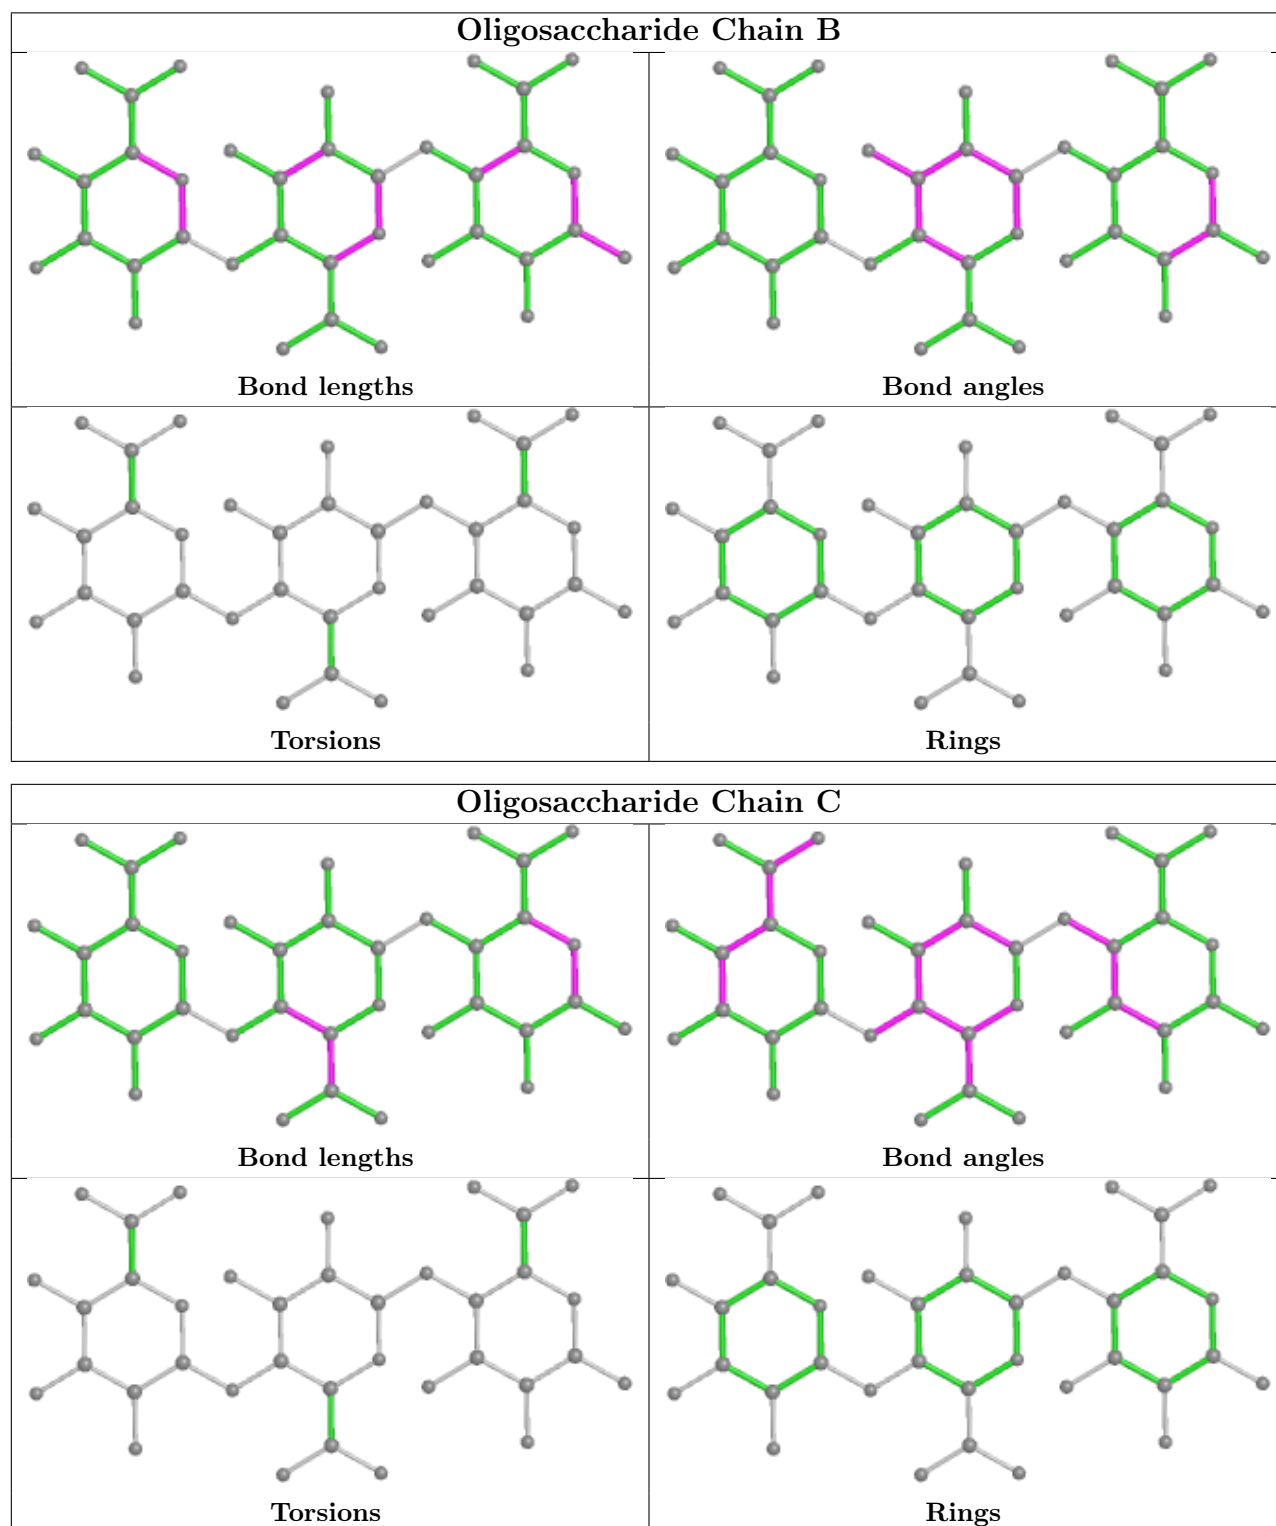 Oligosaccharide Chain B
Bond lengths
Bond angles
Torsions
Rings
Oligosaccharide Chain C
Bond lengths
Bond angles
Torsions
Rings